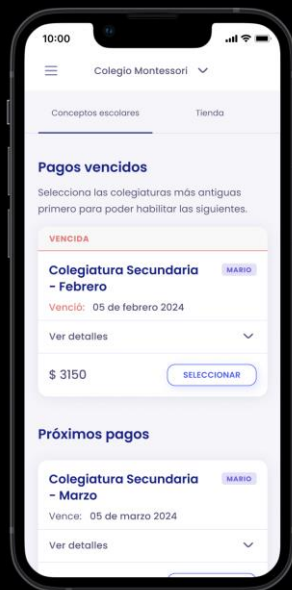 10:00
Colegio Montessori
Conceptos escolares Tienda
Pagos vencidos
Selecciona las colegiaturas más antiguas
primero para poder habilitar las siguientes.
VENCIDA
Colegiatura Secundaria MARIO
- Febrero
Venció: 05 de febrero 2024
Ver detalles
$ 3150 SELECCIONAR
Próximos pagos
Colegiatura Secundaria MARIO
- Marzo
Vence: 05 de marzo 2024
Ver detalles